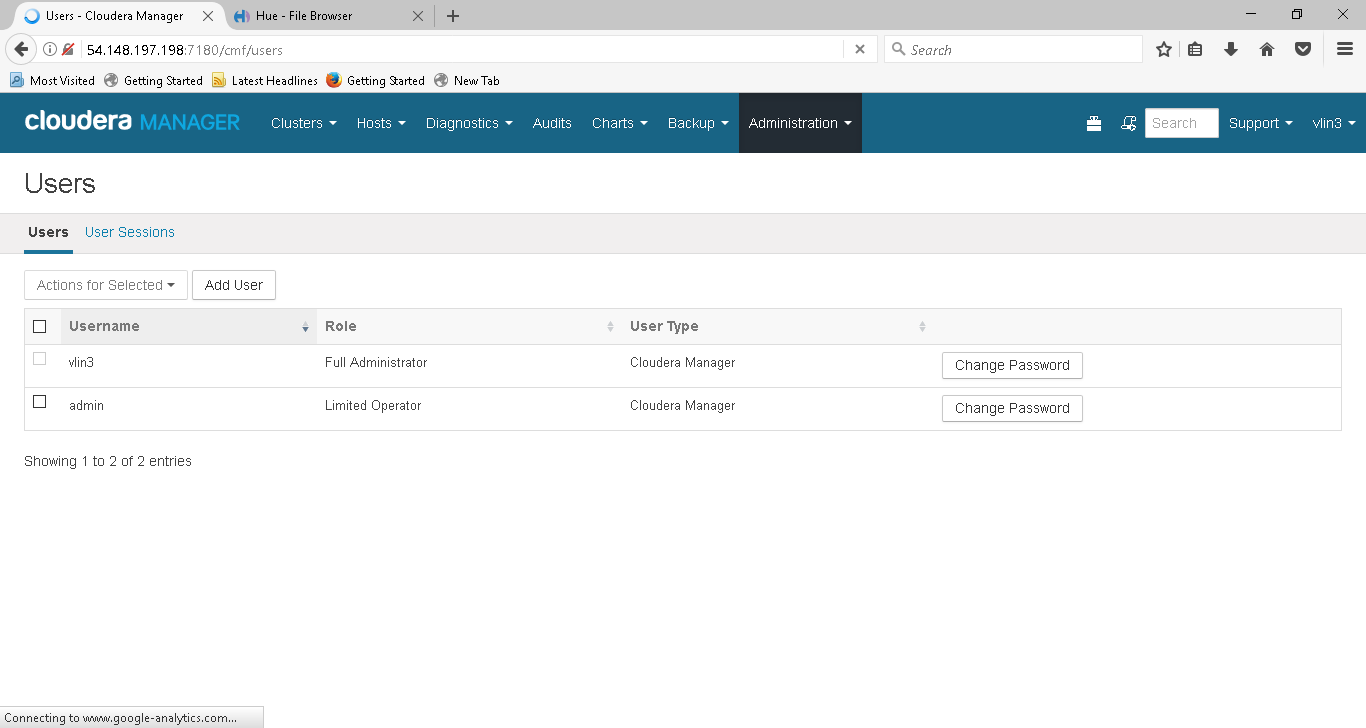 Users - Cloudera Manager
Hue - File Browser
54.148.197.198:7180/cmf/users
Search
Most Visited Getting Started Latest Headlines Getting Started New Tab
cloudera MANAGER Clusters Hosts Diagnostics Audits Charts Backup Administration Search Support vlin3
Users
Users User Sessions
Actions for Selected Add User
Username Role User Type
vlin3 Full Administrator Cloudera Manager Change Password
admin Limited Operator Cloudera Manager Change Password
Showing 1 to 2 of 2 entries
Connecting to www.google-analytics.com...